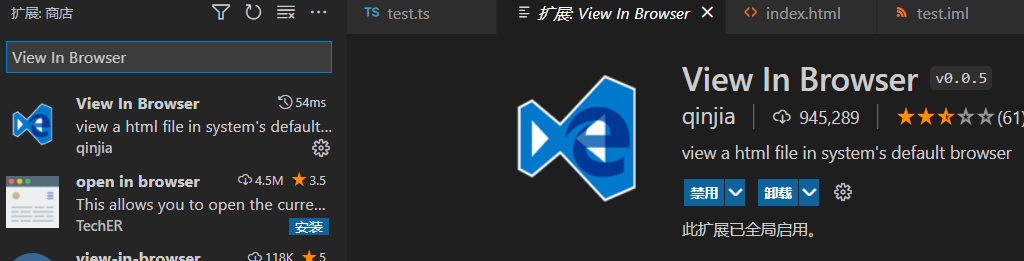 扩展: 商店
View In Browser
View In Browser 54ms
view a html file in system's default...
qinjia
open in browser 4.5M 3.5
This allows you to open the curre...
TechER 安装
view-in-browser 118K 5
TS test.ts
扩展: View In Browser
index.html
test.iml
View In Browser v0.0.5
qinjia 945,289 (61)
view a html file in system's default browser
禁用 卸载
此扩展已全局启用。